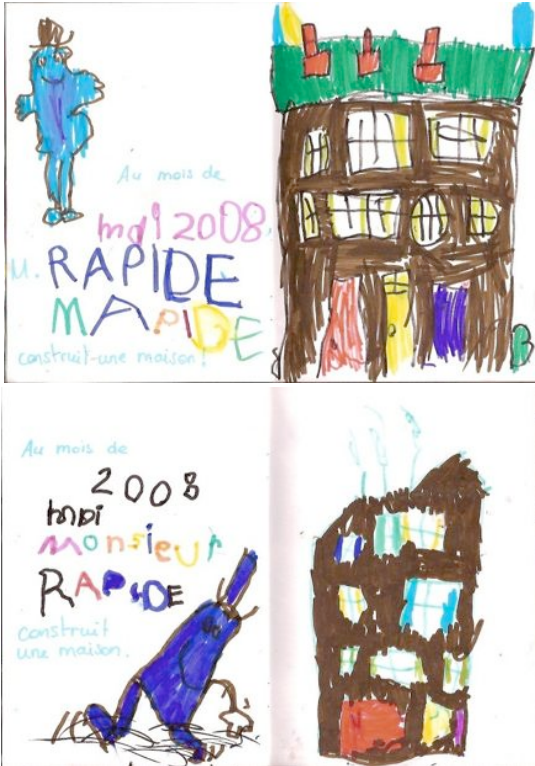 Au mois de
mai 2008
M. RAPIDE
MAPIDE
construit une maison!
Au mois de
2008
mai
Monsieur
RAPIDE
construit
une maison.